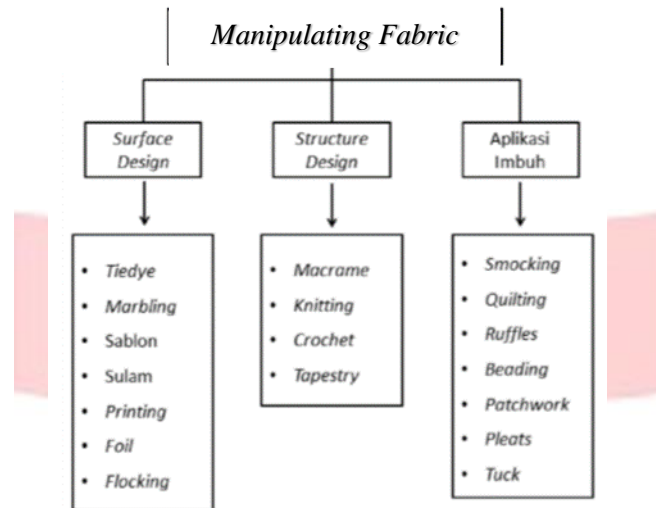 Manipulating Fabric
Surface
Design
Structure
Design
Aplikasi
Imbuh
• Tiedye
• Marbling
• Sablon
• Sulam
• Printing
• Foil
• Flocking
• Macrame
• Knitting
• Crochet
• Tapestry
• Smocking
• Quilting
• Ruffles
• Beading
• Patchwork
• Pleats
• Tuck